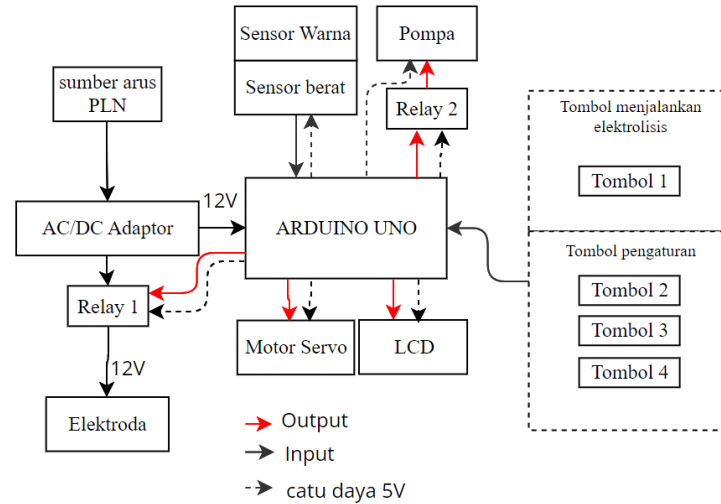 Sensor Warna
Pompa
sumber arus
PLN
Sensor berat
Relay 2
Tombol menjalankan
elektrolisis
Tombol 1
12V
AC/DC Adaptor
ARDUINO UNO
Tombol pengaturan
Tombol 2
Relay 1
Tombol 3
Motor Servo
LCD
12V
Tombol 4
Elektroda
Output
Input
catu daya 5V